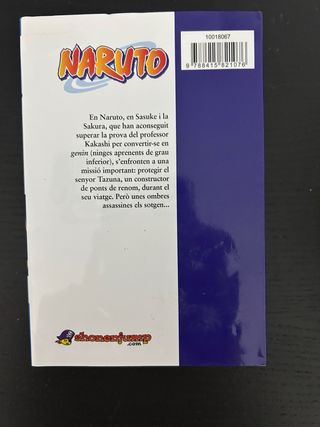 10018067
9 788415 821076
NARUTO
En Naruto, en Sasuke i la
Sakura, que han aconseguit
superar la prova del professor
Kakashi per convertir-se en
genin (ninges aprenents de grau
inferior), s'enfronten a una
missió important: protegir el
senyor Tazuna, un constructor
de ponts de renom, durant el
seu viatge. Però unes ombres
assassines els sotgen...
shonenjump
.com